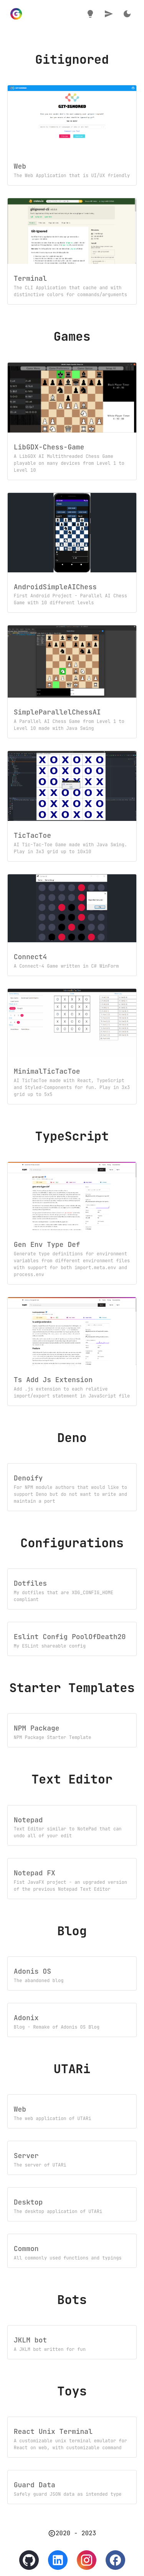 G
Gitignored
GIT-IGNORED
Web
The Web Application that is UI/UX friendly
Terminal
The CLI Application that cache and with
distinctive colors for commands/arguments
Games
LibGDX-Chess-Game
A LibGDX AI Multithreaded Chess Game
playable on many devices from Level 1 to
Level 10
AndroidSimpleAIChess
First Android Project - Parallel AI Chess
Game with 10 different levels
SimpleParallelChessAI
A Parallel AI Chess Game from Level 1 to
Level 10 made with Java Swing
TicTacToe
AI Tic-Tac-Toe Game made with Java Swing.
Play in 3x3 grid up to 10x10
Connect4
A Connect-4 Game written in C# WinForm
MinimalTicTacToe
AI TicTacToe made with React, TypeScript
and Styled-Components for fun. Play in 3x3
grid up to 5x5
TypeScript
Gen Env Type Def
Generate type definitions for environment
variables from different environment files
with support for both import.meta.env and
process.env
Ts Add Js Extension
Add .js extension to each relative
import/export statement in JavaScript file
Deno
Denoify
For NPM module authors that would like to
support Deno but do not want to write and
maintain a port
Configurations
Dotfiles
My dotfiles that are XDG_CONFIG_HOME
compliant
Eslint Config PoolOfDeath20
My ESLint shareable config
Starter Templates
NPM Package
NPM Package Starter Template
Text Editor
Notepad
Text Editor similar to NotePad that can
undo all of your edit
Notepad FX
Fist JavaFX project - an upgraded version
of the previous Notepad Text Editor
Blog
Adonis OS
The abandoned blog
Adonix
Blog - Remake of Adonis OS Blog
UTARi
Web
The web application of UTARi
Server
The server of UTARi
Desktop
The desktop application of UTARi
Common
All commonly used functions and typings
Bots
JKLM bot
A JKLM bot written for fun
Toys
React Unix Terminal
A customizable unix terminal emulator for
React on web, with customizable command
Guard Data
Safely guard JSON data as intended type
©2020 - 2023